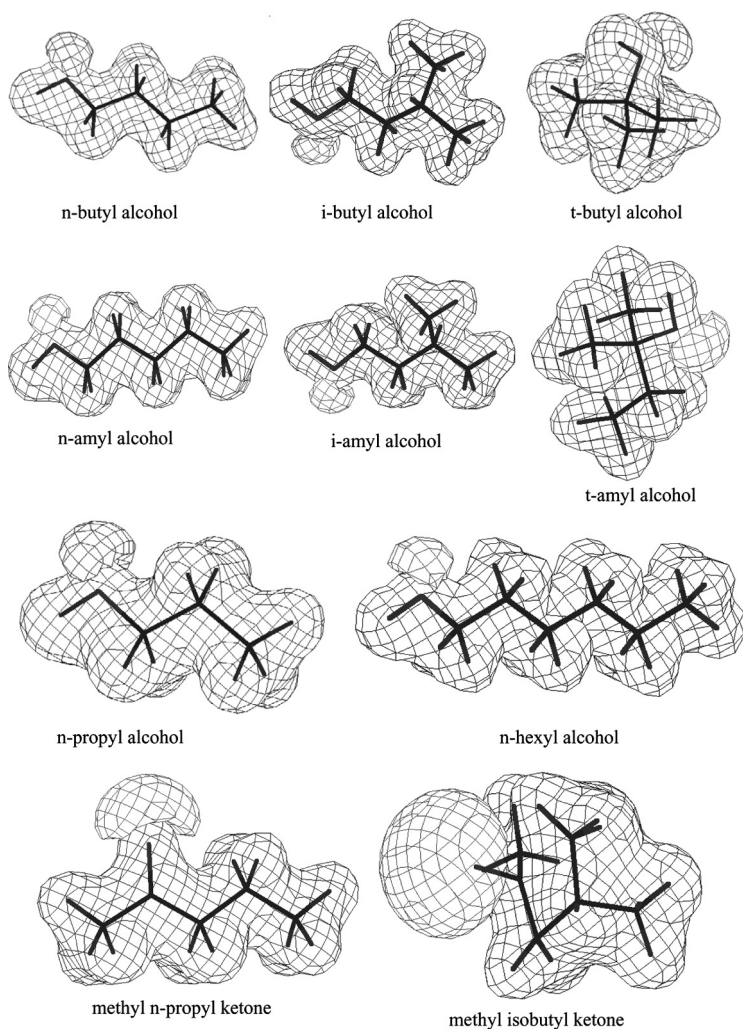 n-butyl alcohol
i-butyl alcohol
t-butyl alcohol
n-amyl alcohol
i-amyl alcohol
t-amyl alcohol
n-propyl alcohol
n-hexyl alcohol
methyl n-propyl ketone
methyl isobutyl ketone